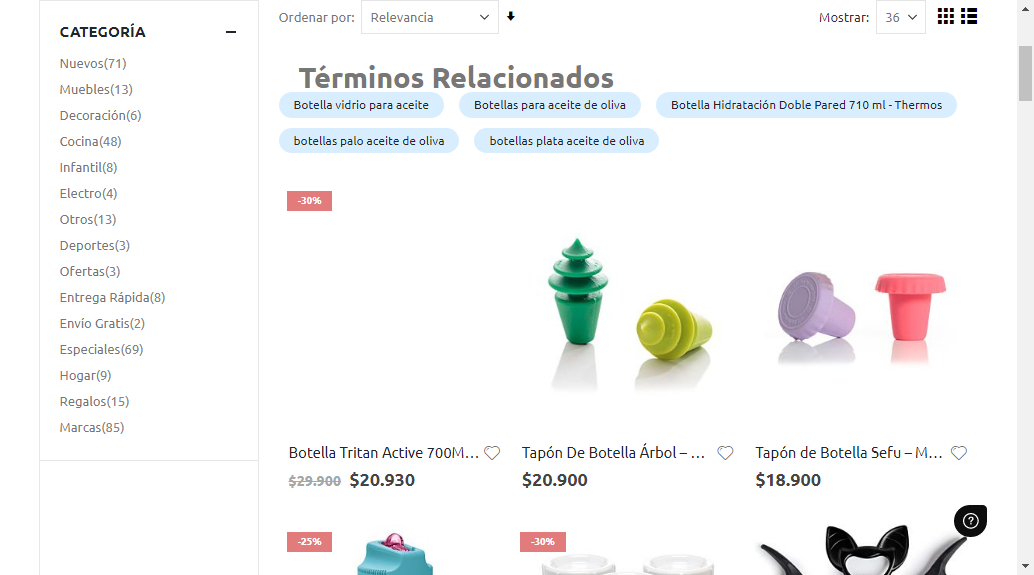 Ordenar por: Relevancia
Mostrar: 36
CATEGORÍA
Nuevos(71)
Muebles(13)
Decoración(6)
Cocina(48)
Infantil(8)
Electro(4)
Otros(13)
Deportes(3)
Ofertas(3)
Entrega Rápida(8)
Envío Gratis(2)
Especiales(69)
Hogar(9)
Regalos(15)
Marcas(85)
Términos Relacionados
Botella vidrio para aceite
Botellas para aceite de oliva
Botella Hidratación Doble Pared 710 ml - Thermos
botellas palo aceite de oliva
botellas plata aceite de oliva
-30%
Botella Tritan Active 700M...
$29.900 $20.930
Tapón De Botella Árbol – ...
$20.900
Tapón de Botella Sefu – M...
$18.900
-25%
-30%